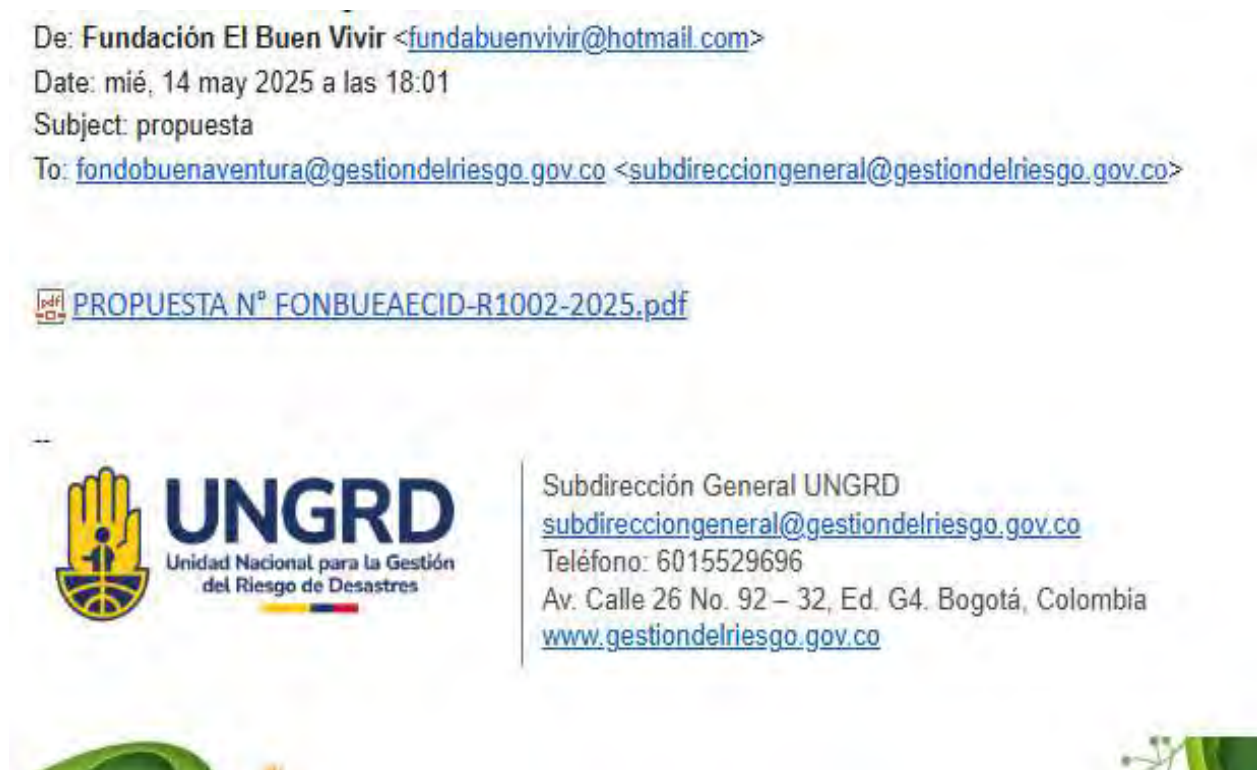 De: Fundación El Buen Vivir <fundabuenvivir@hotmail.com>
Date: mié, 14 may 2025 a las 18:01
Subject: propuesta
To: fondobuenaventura@gestiondelriesgo.gov.co <subdirecciongeneral@gestiondelriesgo.gov.co>
pdf PROPUESTA N° FONBUEAECID-R1002-2025.pdf
--
UNGRD
Unidad Nacional para la Gestión
del Riesgo de Desastres
Subdirección General UNGRD
subdirecciongeneral@gestiondelriesgo.gov.co
Teléfono: 6015529696
Av. Calle 26 No. 92 – 32, Ed. G4. Bogotá, Colombia
www.gestiondelriesgo.gov.co